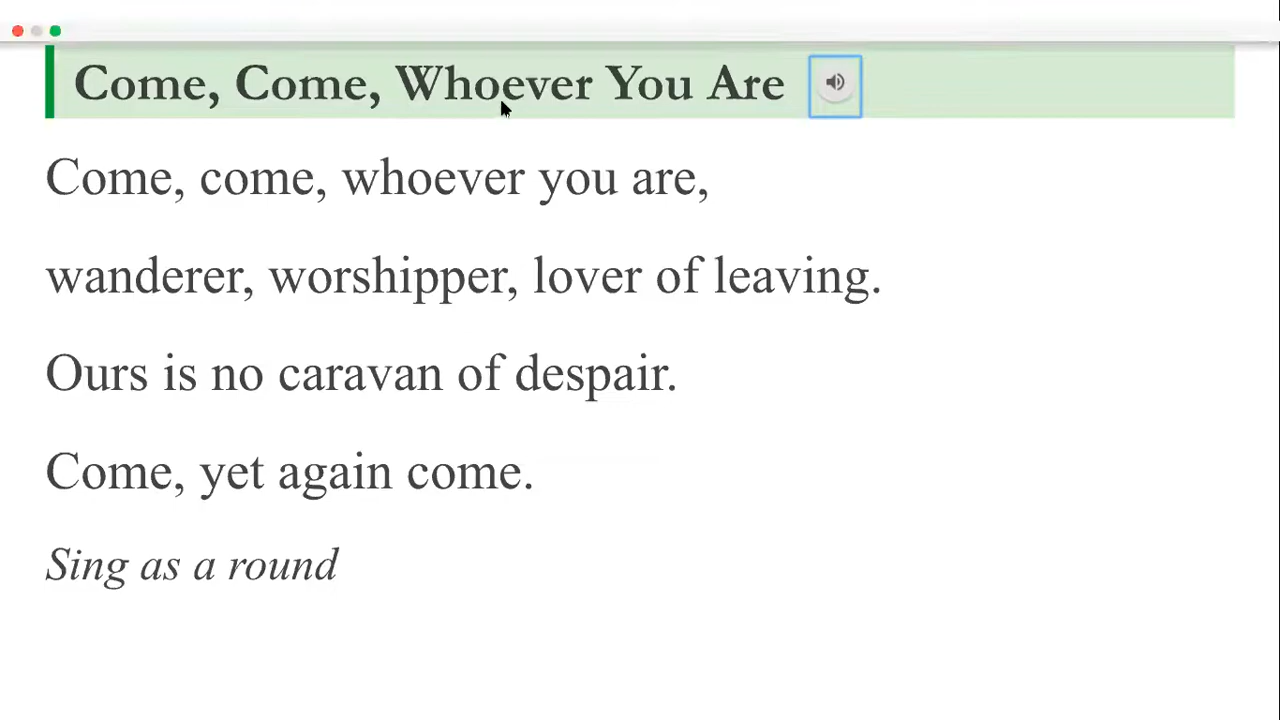 Come, Come, Whoever You Are
Come, come, whoever you are,
wanderer, worshipper, lover of leaving.
Ours is no caravan of despair.
Come, yet again come.
Sing as a round